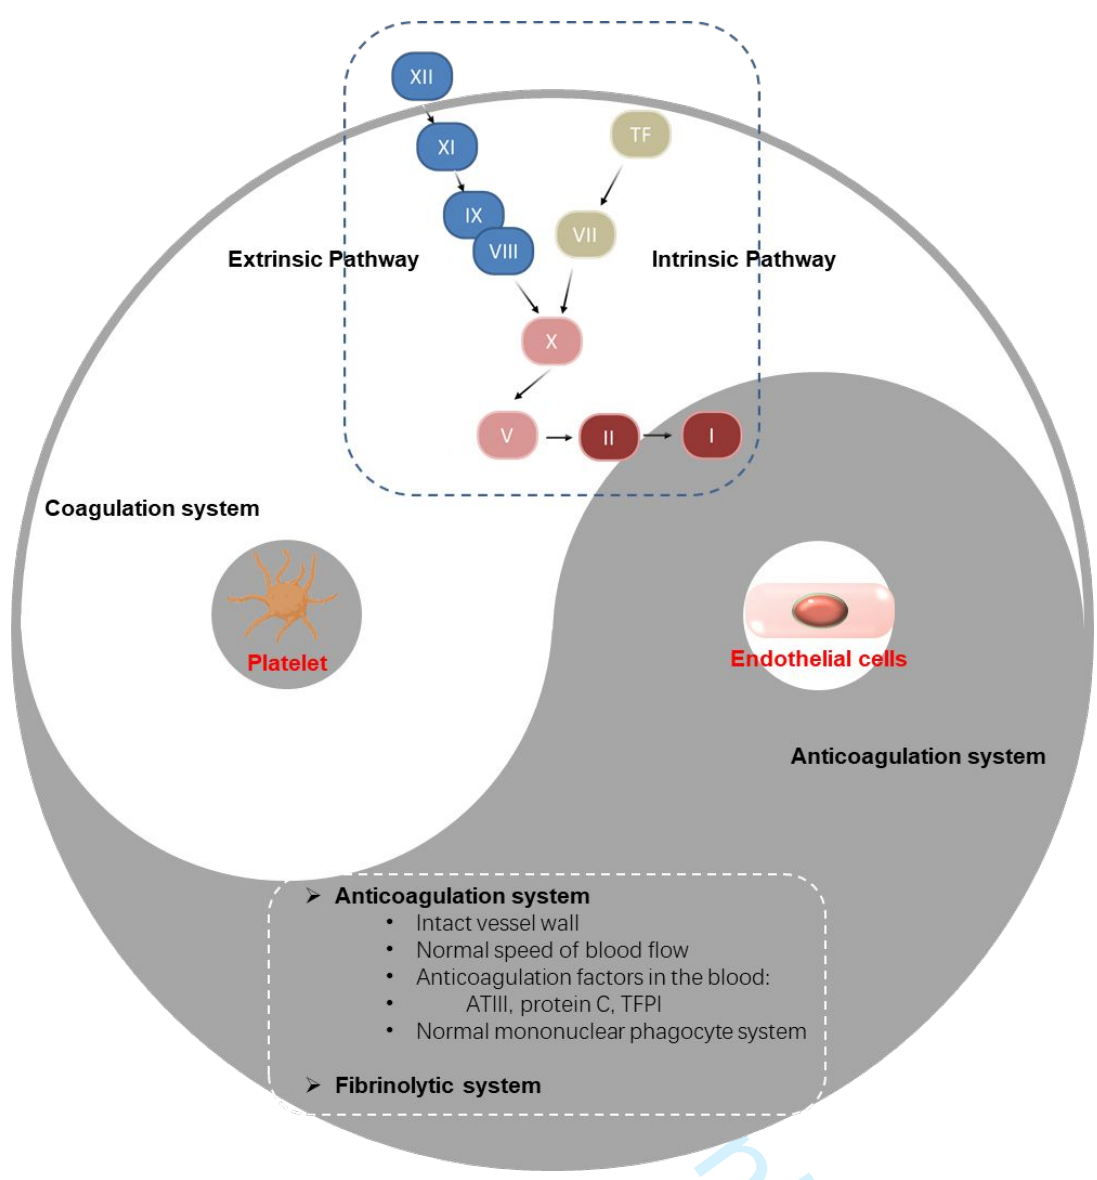 XII
XI
TF
IX
VIII
VII
Extrinsic Pathway
Intrinsic Pathway
X
V
II
I
Coagulation system
Platelet
Endothelial cells
Anticoagulation system
➢ Anticoagulation system
• Intact vessel wall
• Normal speed of blood flow
• Anticoagulation factors in the blood:
• ATIII, protein C, TFPI
• Normal mononuclear phagocyte system
➢ Fibrinolytic system